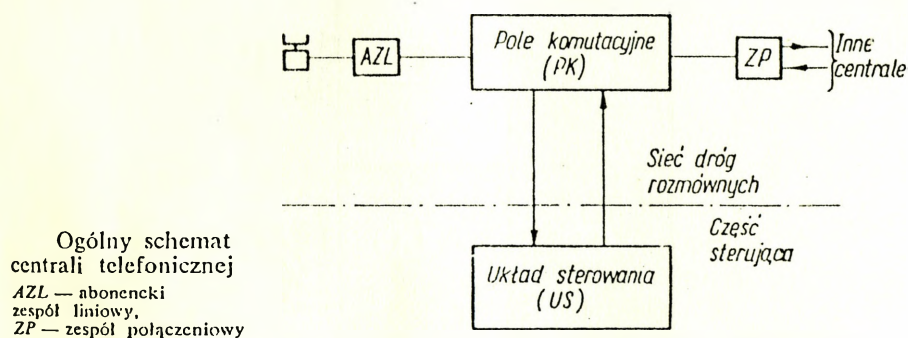 AZL
Pole komutacyjne
(PK)
ZP
Inne
centrale
Sieć dróg
rozmównych
Część
sterująca
Układ sterowania
(US)
Ogólny schemat
centrali telefonicznej
AZL — abonencki
zespół liniowy,
ZP — zespół połączeniowy